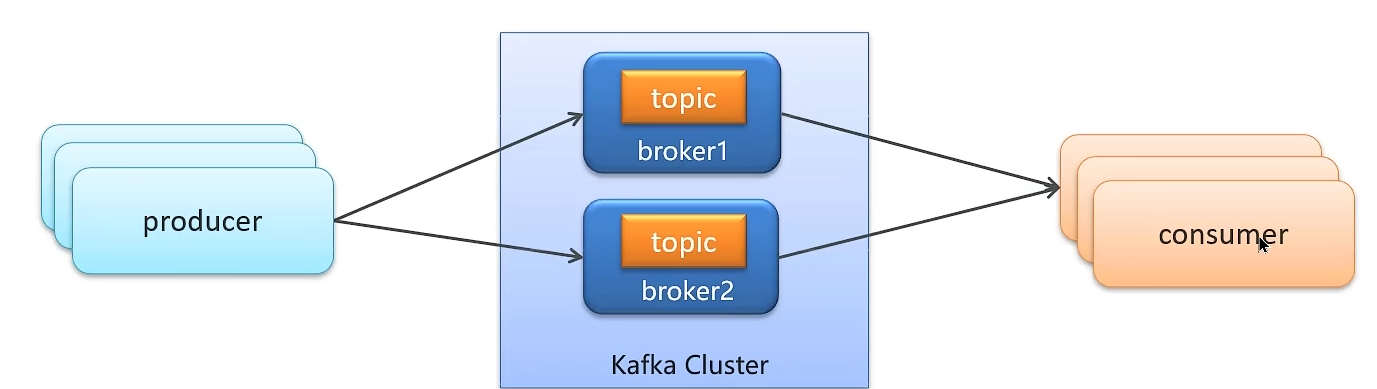 producer
topic
broker1
topic
broker2
Kafka Cluster
consumer